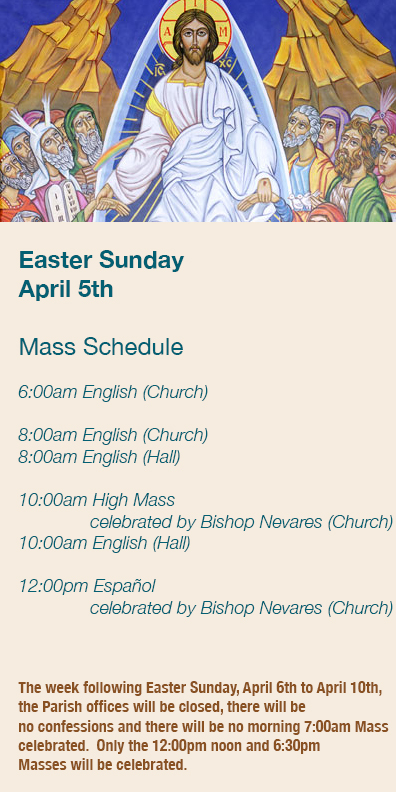 A M
IC XC
Easter Sunday
April 5th
Mass Schedule
6:00am English (Church)
8:00am English (Church)
8:00am English (Hall)
10:00am High Mass
celebrated by Bishop Nevares (Church)
10:00am English (Hall)
12:00pm Español
celebrated by Bishop Nevares (Church)
The week following Easter Sunday, April 6th to April 10th,
the Parish offices will be closed, there will be
no confessions and there will be no morning 7:00am Mass
celebrated.  Only the 12:00pm noon and 6:30pm
Masses will be celebrated.